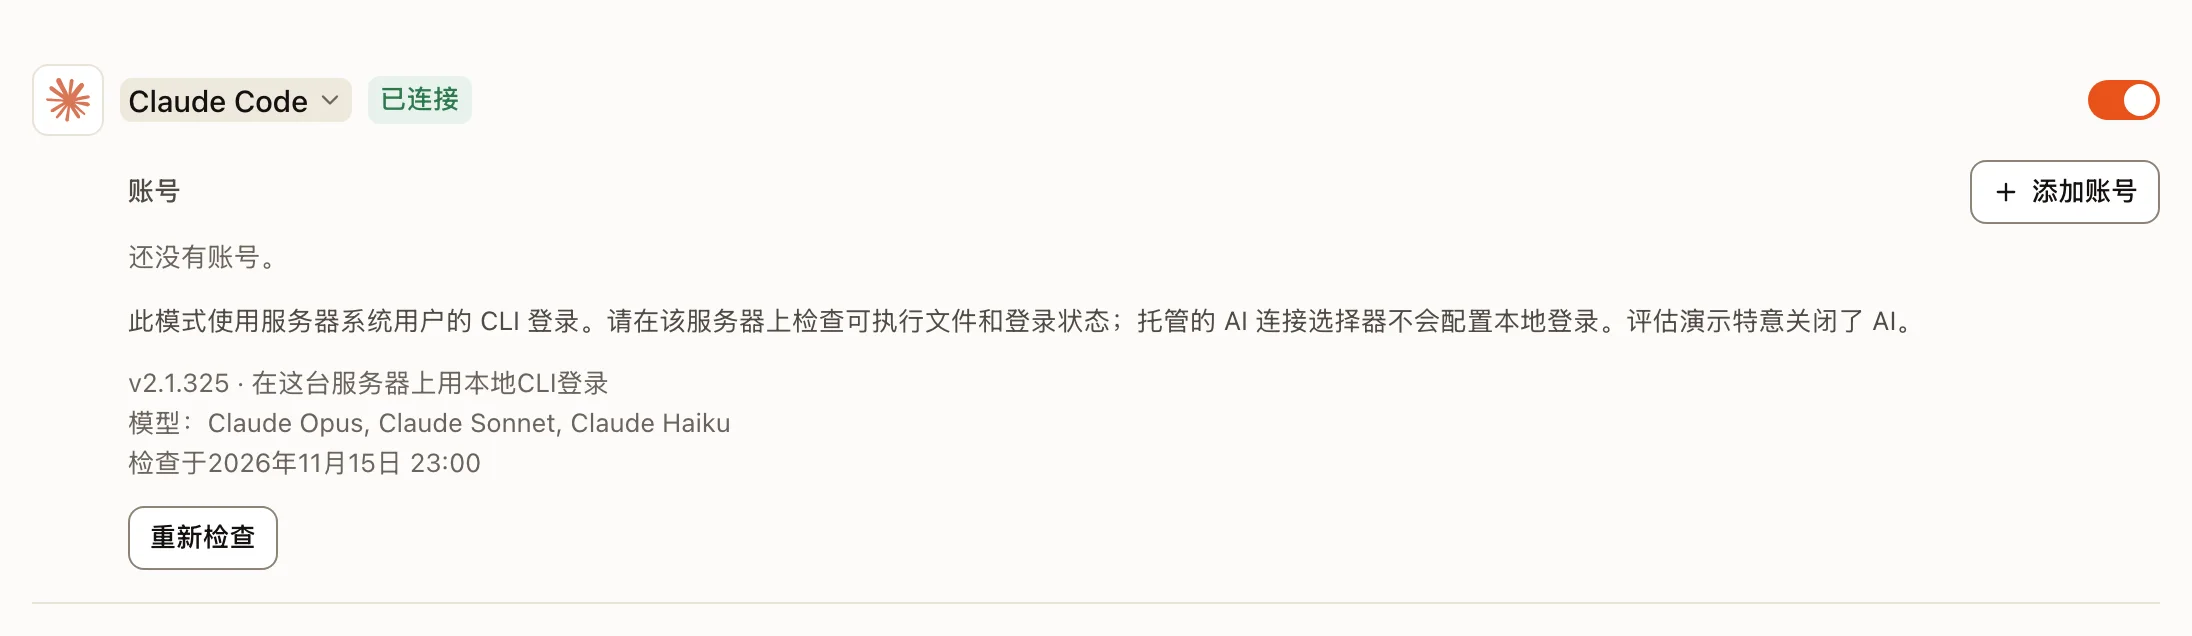 Claude Code
已连接
账号
+ 添加账号
还没有账号。
此模式使用服务器系统用户的 CLI 登录。请在该服务器上检查可执行文件和登录状态；托管的 AI 连接选择器不会配置本地登录。评估演示特意关闭了 AI。
v2.1.325 · 在这台服务器上用本地CLI登录
模型：Claude Opus, Claude Sonnet, Claude Haiku
检查于2026年11月15日 23:00
重新检查